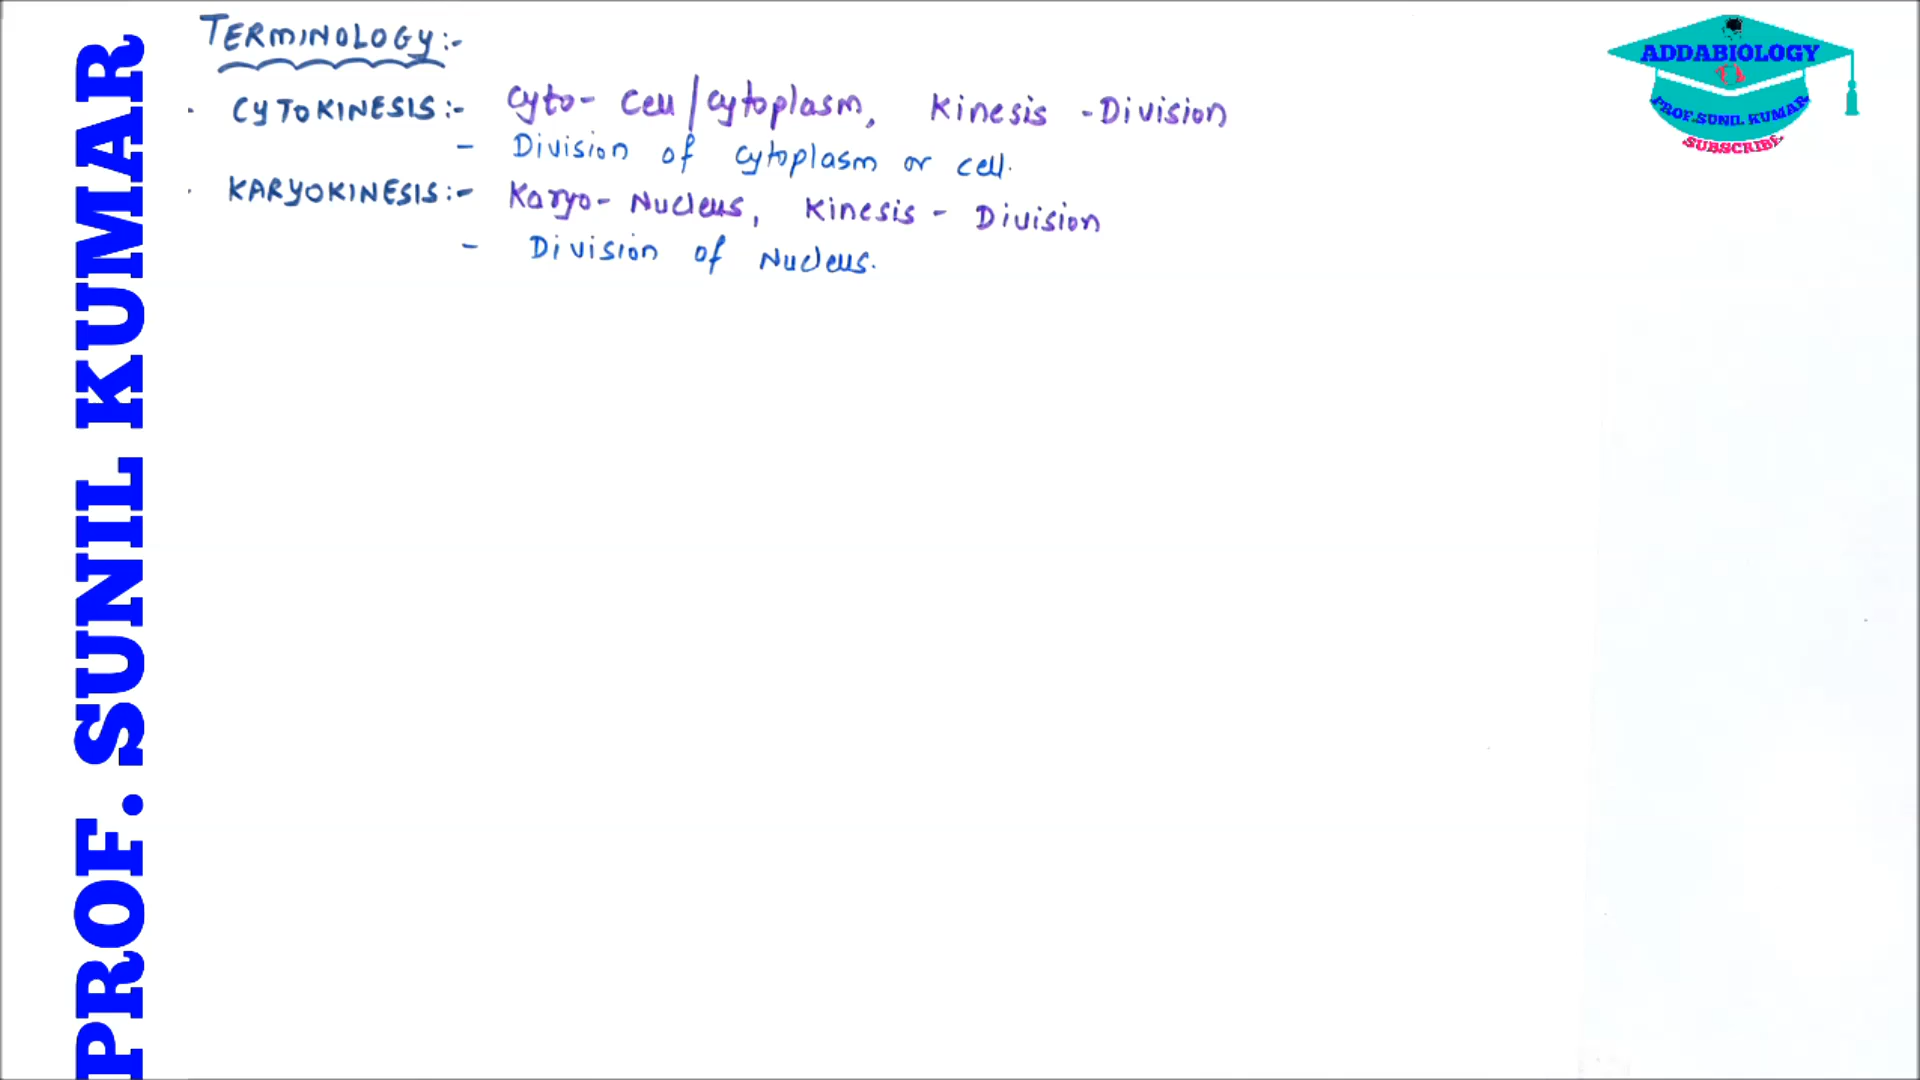 TERMINOLOGY:-
· CYTOKINESIS:- Cyto- Cell/cytoplasm, Kinesis -Division
- Division of cytoplasm or cell.
· KARYOKINESIS:- Karyo- Nucleus, Kinesis - Division
- Division of Nucleus.
PROF. SUNIL KUMAR
ADDABIOLOGY
PROF.SUNIL KUMAR
SUBSCRIBE